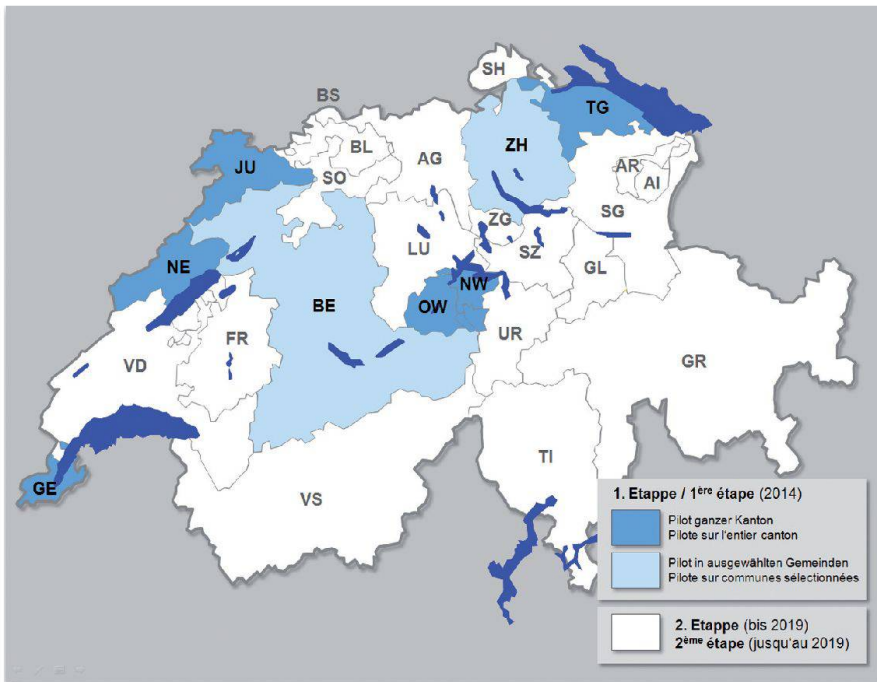 SH
BS
TG
BL
ZH
AG
JU
AR
AI
SO
SG
ZG
LU
SZ
NE
GL
NW
BE
OW
FR
UR
VD
GR
TI
GE
VS
1. Etappe / 1ère étape (2014)
Pilot ganzer Kanton
Pilote sur l'entier canton
Pilot in ausgewählten Gemeinden
Pilote sur communes sélectionnées
2. Etappe (bis 2019)
2ème étape (jusqu'au 2019)